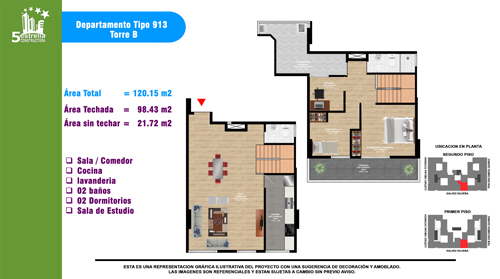 5 estrella
CONSTRUCTORA
Departamento Tipo 913
Torre B
Área Total = 120.15 m2
Área Techada = 98.43 m2
Área sin techar = 21.72 m2
Sala / Comedor
Cocina
lavanderia
02 baños
02 Dormitorios
Sala de Estudio
UBICACION EN PLANTA
SEGUNDO PISO
PRIMER PISO
ESTA ES UNA REPRESENTACION GRÁFICA ILUSTRATIVA DEL PROYECTO CON UNA SUGERENCIA DE DECORACIÓN Y AMOBLADO.
LAS IMAGENES SON REFERENCIALES Y ESTAN SUJETAS A CAMBIO SIN PREVIO AVISO.